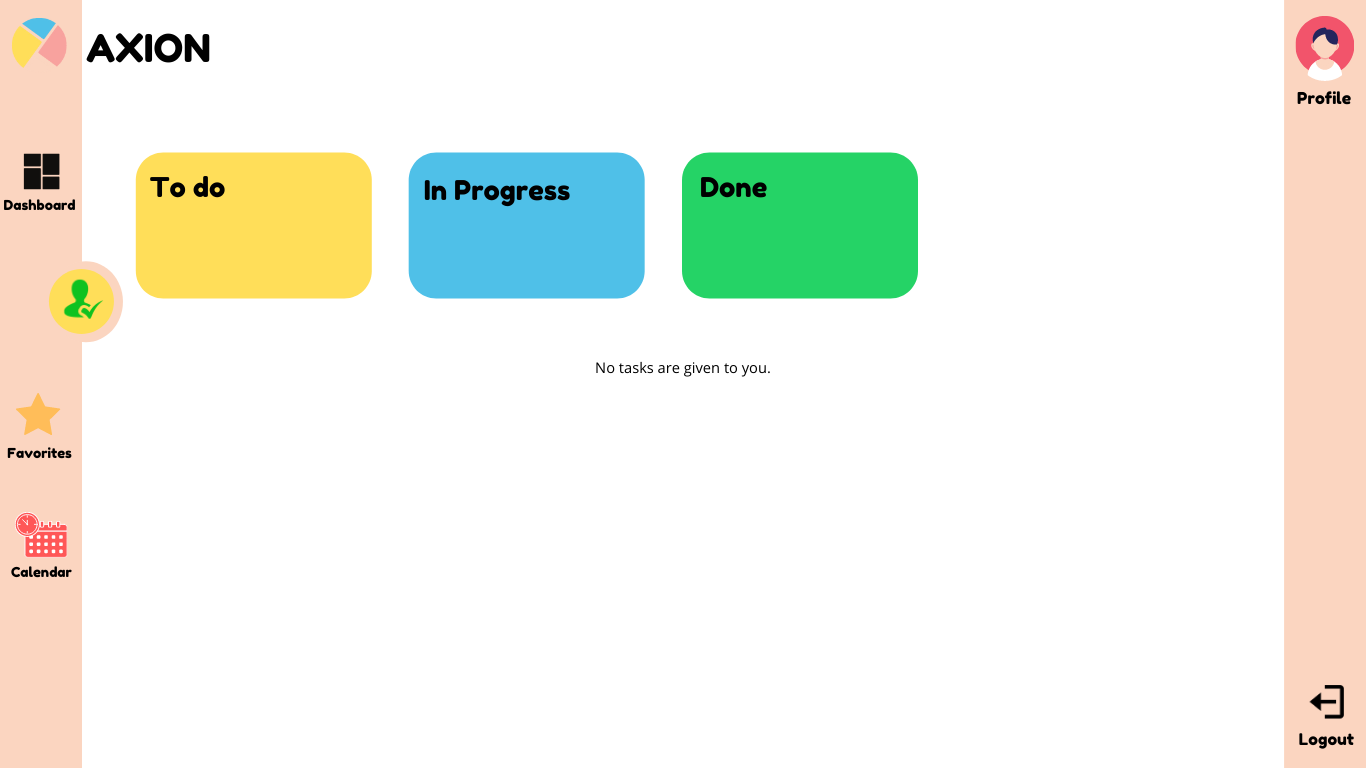 AXION
Profile
Dashboard
To do
In Progress
Done
No tasks are given to you.
Favorites
Calendar
Logout